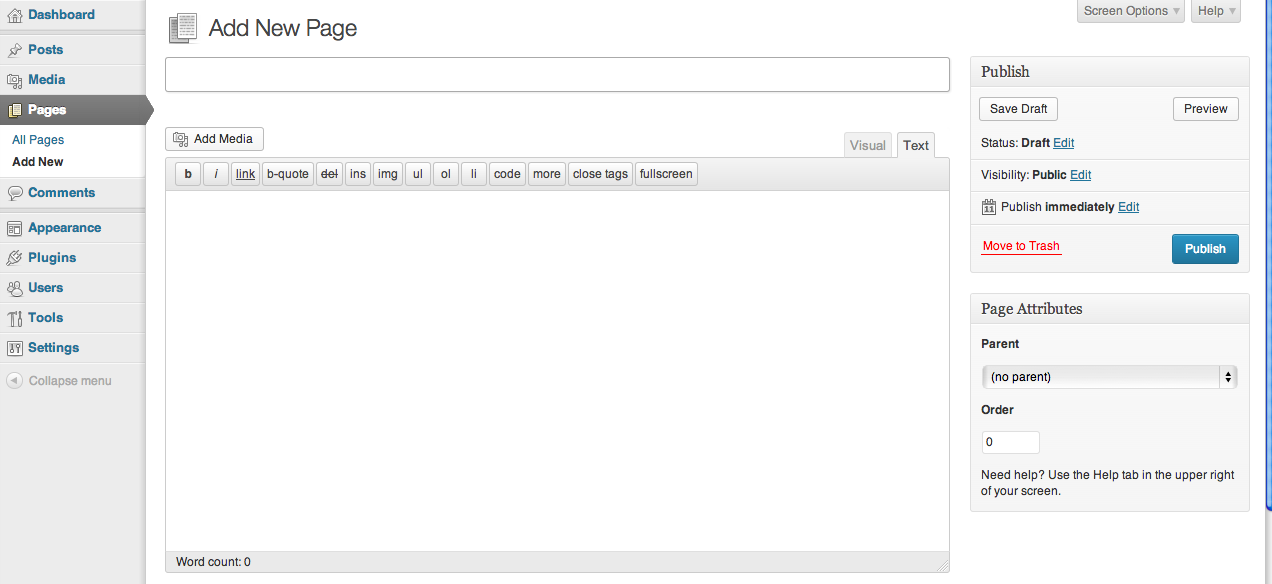 Dashboard
Posts
Media
Pages
All Pages
Add New
Comments
Appearance
Plugins
Users
Tools
Settings
Collapse menu
Screen Options Help
Add New Page
Add Media
Visual Text
b i link b-quote del ins img ul ol li code more close tags fullscreen
Word count: 0
Publish
Save Draft Preview
Status: Draft Edit
Visibility: Public Edit
11 Publish immediately Edit
Move to Trash Publish
Page Attributes
Parent
(no parent)
Order
0
Need help? Use the Help tab in the upper right
of your screen.